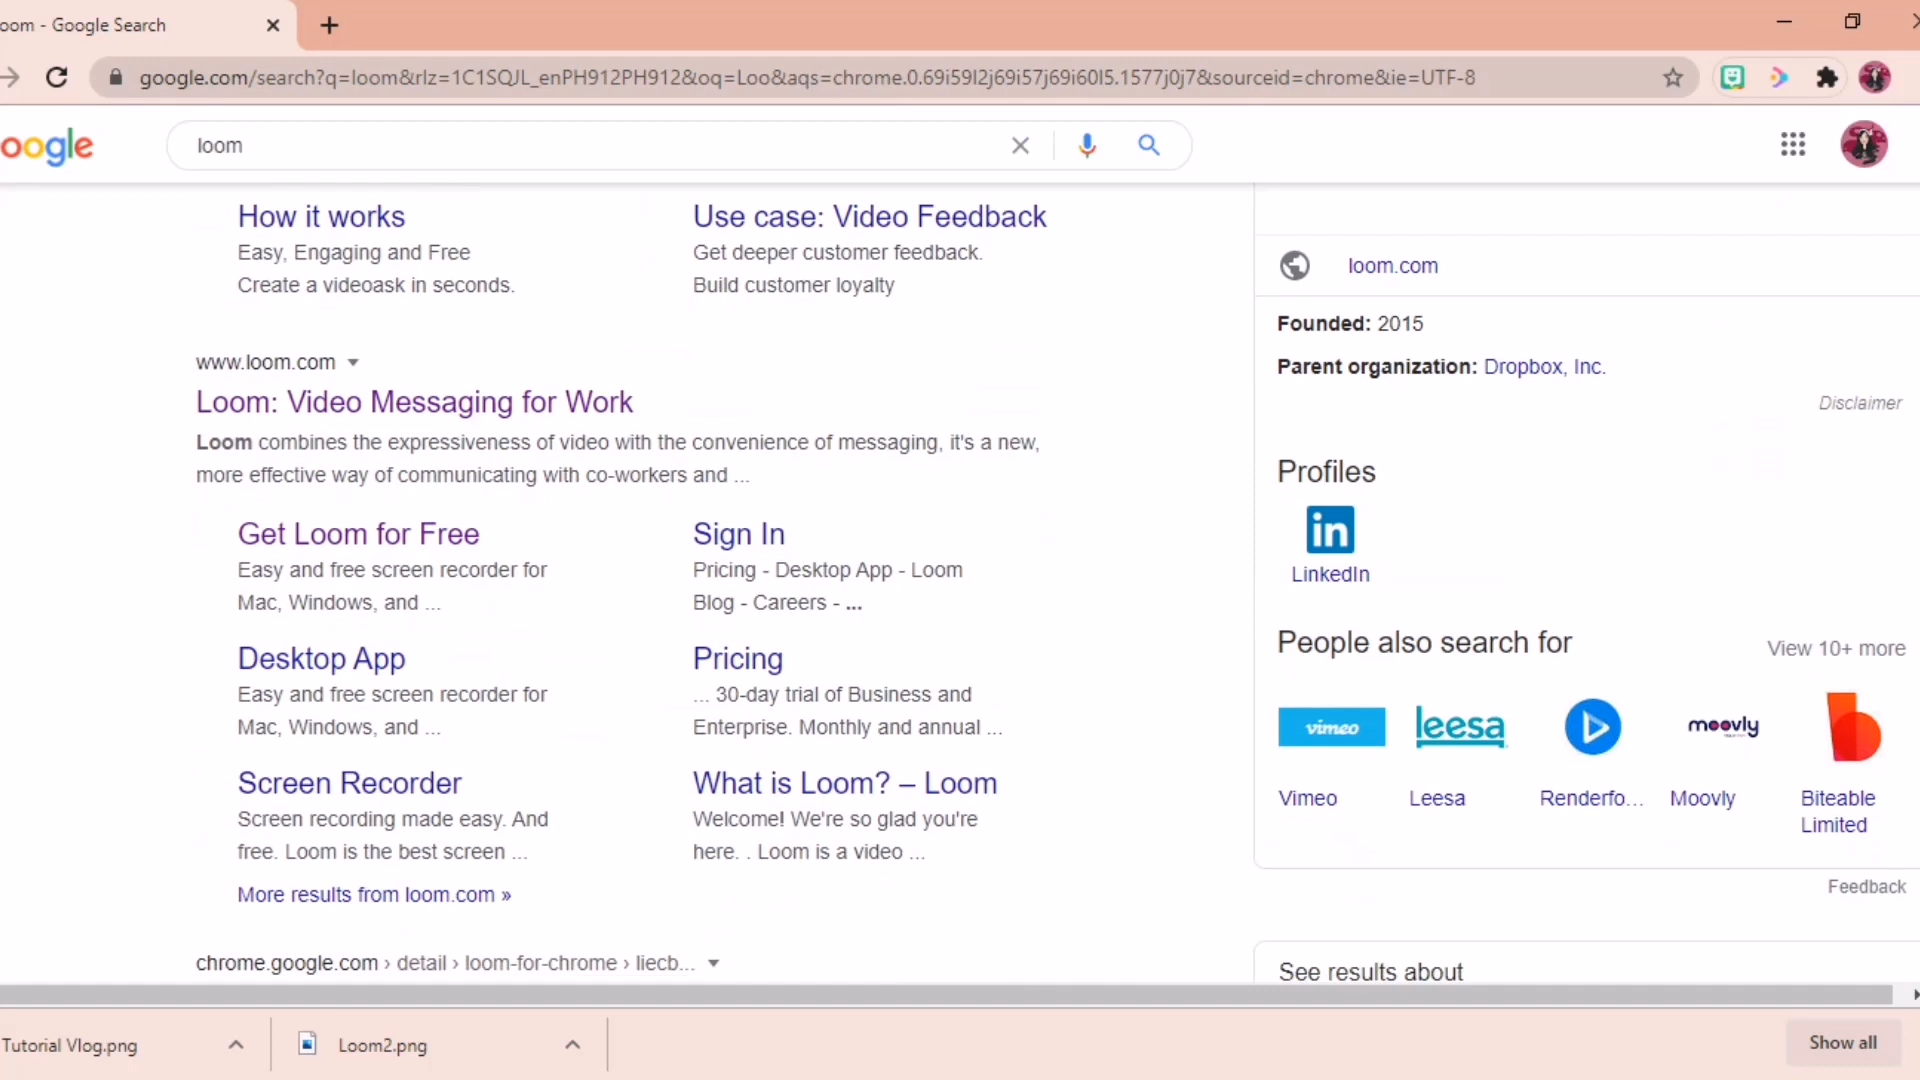 oom - Google Search
google.com/search?q=loom&rlz=1C1SQJL_enPH912PH912&oq=Loo&aqs=chrome.0.69i59l2j69i57j69i60l5.1577j0j7&sourceid=chrome&ie=UTF-8
oogle
loom
How it works
Easy, Engaging and Free
Create a videoask in seconds.
Use case: Video Feedback
Get deeper customer feedback.
Build customer loyalty
www.loom.com
Loom: Video Messaging for Work
Loom combines the expressiveness of video with the convenience of messaging, it's a new,
more effective way of communicating with co-workers and ...
Get Loom for Free
Easy and free screen recorder for
Mac, Windows, and ...
Sign In
Pricing - Desktop App - Loom
Blog - Careers - ...
Desktop App
Easy and free screen recorder for
Mac, Windows, and ...
Pricing
... 30-day trial of Business and
Enterprise. Monthly and annual ...
Screen Recorder
Screen recording made easy. And
free. Loom is the best screen ...
What is Loom? – Loom
Welcome! We're so glad you're
here. . Loom is a video ...
More results from loom.com »
chrome.google.com › detail › loom-for-chrome › liecb...
loom.com
Founded: 2015
Parent organization: Dropbox, Inc.
Disclaimer
Profiles
in
LinkedIn
People also search for
View 10+ more
vimeo
leesa
moovly
Vimeo
Leesa
Renderfo...
Moovly
Biteable
Limited
Feedback
See results about
Tutorial Vlog.png
Loom2.png
Show all